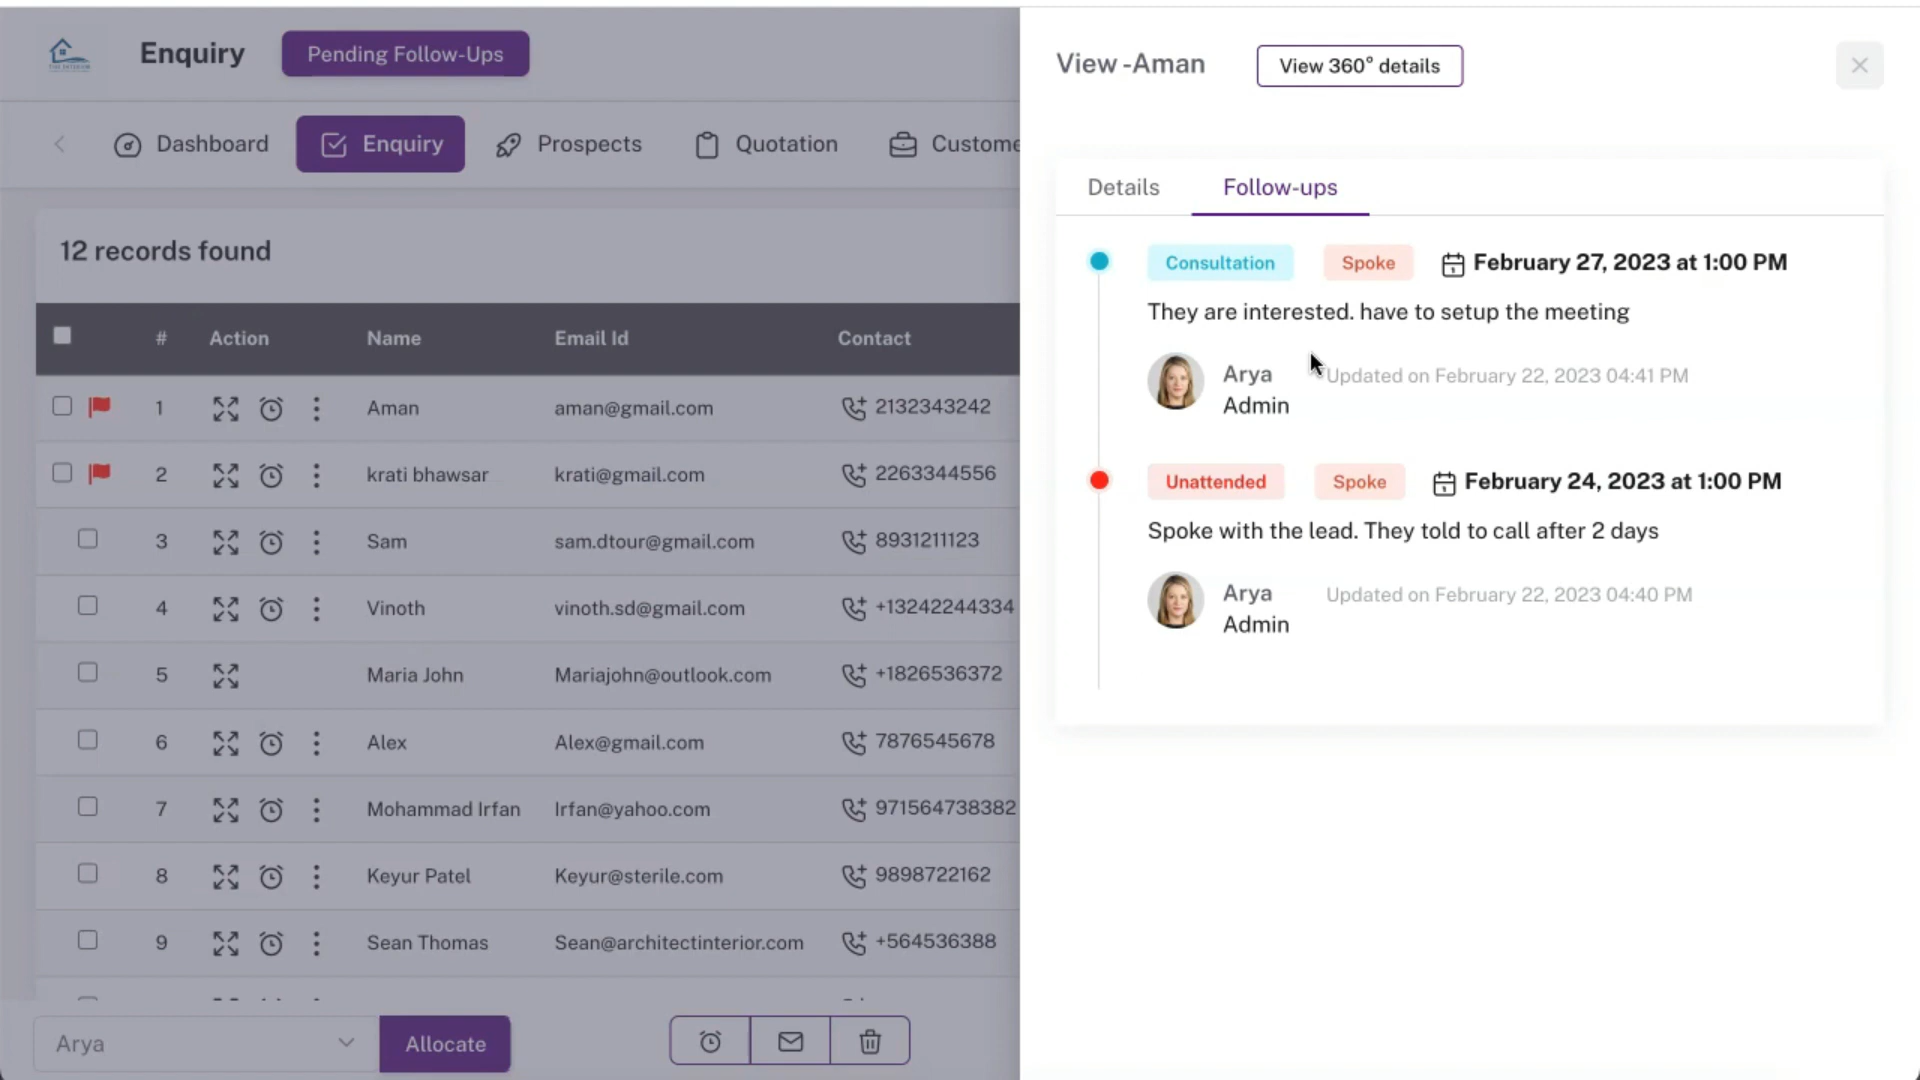 Enquiry
Pending Follow-Ups
Dashboard
Enquiry
Prospects
Quotation
Custome
12 records found
# Action Name Email Id Contact
1 Aman aman@gmail.com 2132343242
2 krati bhawsar krati@gmail.com 2263344556
3 Sam sam.dtour@gmail.com 8931211123
4 Vinoth vinoth.sd@gmail.com +13242244334
5 Maria John Mariajohn@outlook.com +1826536372
6 Alex Alex@gmail.com 7876545678
7 Mohammad Irfan Irfan@yahoo.com 971564738382
8 Keyur Patel Keyur@sterile.com 9898722162
9 Sean Thomas Sean@architectinterior.com +564536388
Arya
Allocate
View -Aman
View 360° details
Details
Follow-ups
Consultation Spoke February 27, 2023 at 1:00 PM
They are interested. have to setup the meeting
Arya Updated on February 22, 2023 04:41 PM
Admin
Unattended Spoke February 24, 2023 at 1:00 PM
Spoke with the lead. They told to call after 2 days
Arya Updated on February 22, 2023 04:40 PM
Admin